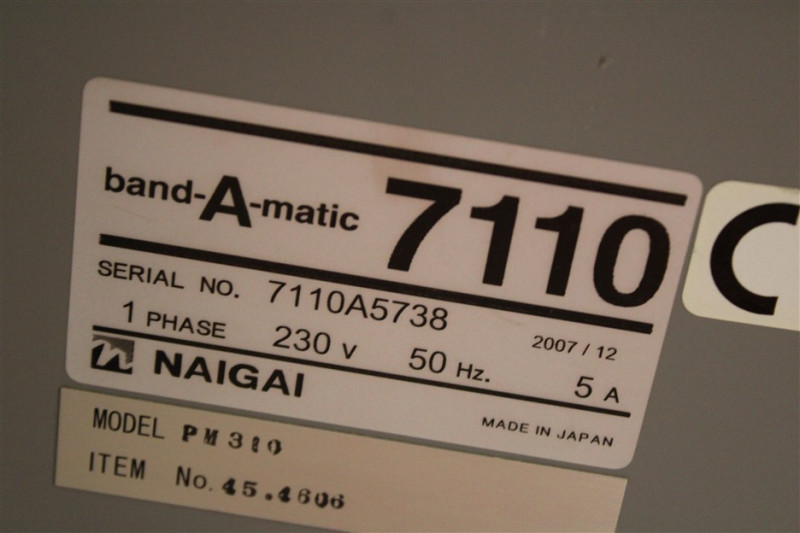 band-A-matic 7110
SERIAL NO. 7110A5738
2007/12
1 PHASE 230 V 50 Hz. 5 A
NAIGAI
MADE IN JAPAN
MODEL PM310
ITEM No. 45.4606
C